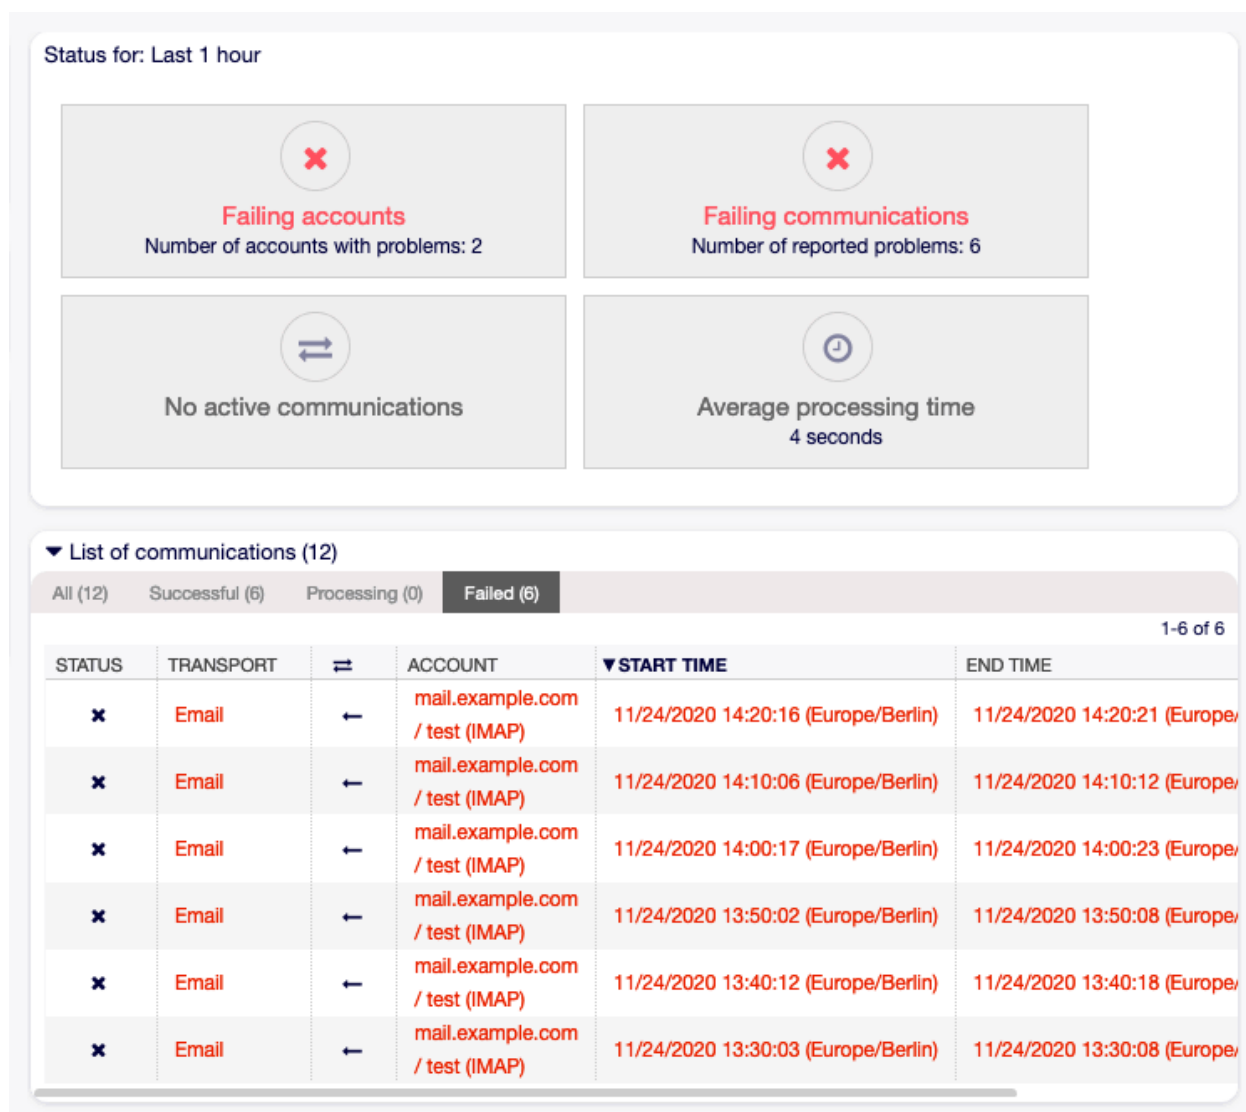 Status for: Last 1 hour
Failing accounts
Number of accounts with problems: 2
Failing communications
Number of reported problems: 6
No active communications
Average processing time
4 seconds
List of communications (12)
All (12) Successful (6) Processing (0) Failed (6)
1-6 of 6
STATUS TRANSPORT ACCOUNT START TIME END TIME
Email mail.example.com / test (IMAP) 11/24/2020 14:20:16 (Europe/Berlin) 11/24/2020 14:20:21 (Europe/
Email mail.example.com / test (IMAP) 11/24/2020 14:10:06 (Europe/Berlin) 11/24/2020 14:10:12 (Europe/
Email mail.example.com / test (IMAP) 11/24/2020 14:00:17 (Europe/Berlin) 11/24/2020 14:00:23 (Europe/
Email mail.example.com / test (IMAP) 11/24/2020 13:50:02 (Europe/Berlin) 11/24/2020 13:50:08 (Europe/
Email mail.example.com / test (IMAP) 11/24/2020 13:40:12 (Europe/Berlin) 11/24/2020 13:40:18 (Europe/
Email mail.example.com / test (IMAP) 11/24/2020 13:30:03 (Europe/Berlin) 11/24/2020 13:30:08 (Europe/